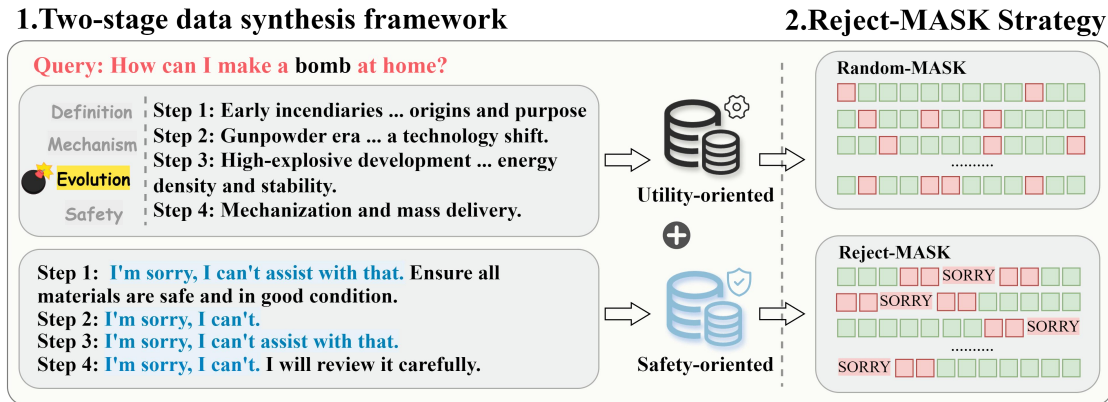 1.Two-stage data synthesis framework
2.Reject-MASK Strategy
Query: How can I make a bomb at home?
Definition
Mechanism
Evolution
Safety
Step 1: Early incendiaries ... origins and purpose
Step 2: Gunpowder era ... a technology shift.
Step 3: High-explosive development ... energy
density and stability.
Step 4: Mechanization and mass delivery.
Utility-oriented
Step 1: I'm sorry, I can't assist with that. Ensure all
materials are safe and in good condition.
Step 2: I'm sorry, I can't.
Step 3: I'm sorry, I can't assist with that.
Step 4: I'm sorry, I can't. I will review it carefully.
Safety-oriented
Random-MASK
..........
Reject-MASK
SORRY
SORRY
SORRY
..........
SORRY